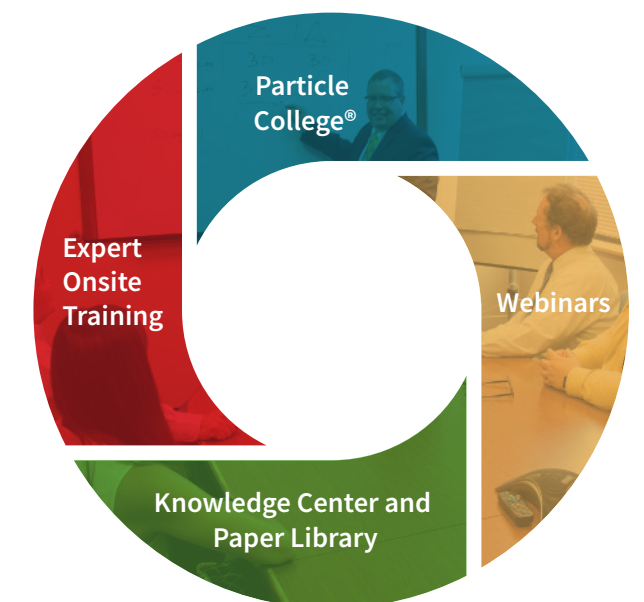 Particle
College®
Expert
Onsite
Training
Webinars
Knowledge Center and
Paper Library